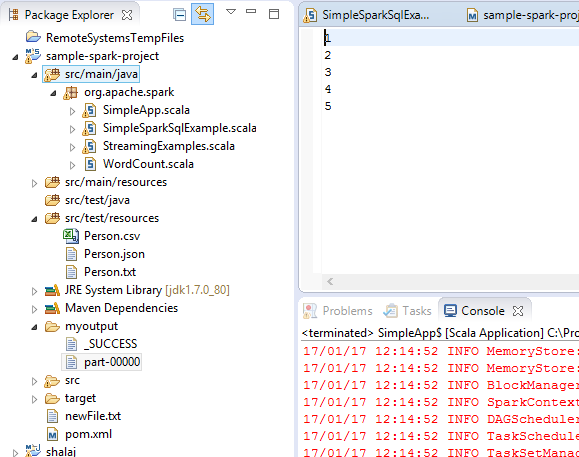 Package Explorer
RemoteSystemsTempFiles
sample-spark-project
src/main/java
org.apache.spark
SimpleApp.scala
SimpleSparkSqlExample.scala
StreamingExamples.scala
WordCount.scala
src/main/resources
src/test/java
src/test/resources
Person.csv
Person.json
Person.txt
JRE System Library [jdk1.7.0_80]
Maven Dependencies
myoutput
_SUCCESS
part-00000
src
target
newFile.txt
pom.xml
shalaj
SimpleSparkSqlExa... sample-spark-proj
1
2
3
4
5
Problems Tasks Console
<terminated> SimpleApp$ [Scala Application] C:\Pro
17/01/17 12:14:52 INFO MemoryStore:
17/01/17 12:14:52 INFO MemoryStore:
17/01/17 12:14:52 INFO BlockManager
17/01/17 12:14:52 INFO SparkContext
17/01/17 12:14:52 INFO DAGScheduler
17/01/17 12:14:52 INFO TaskSchedule
17/01/17 12:14:52 INFO TaskSetManag